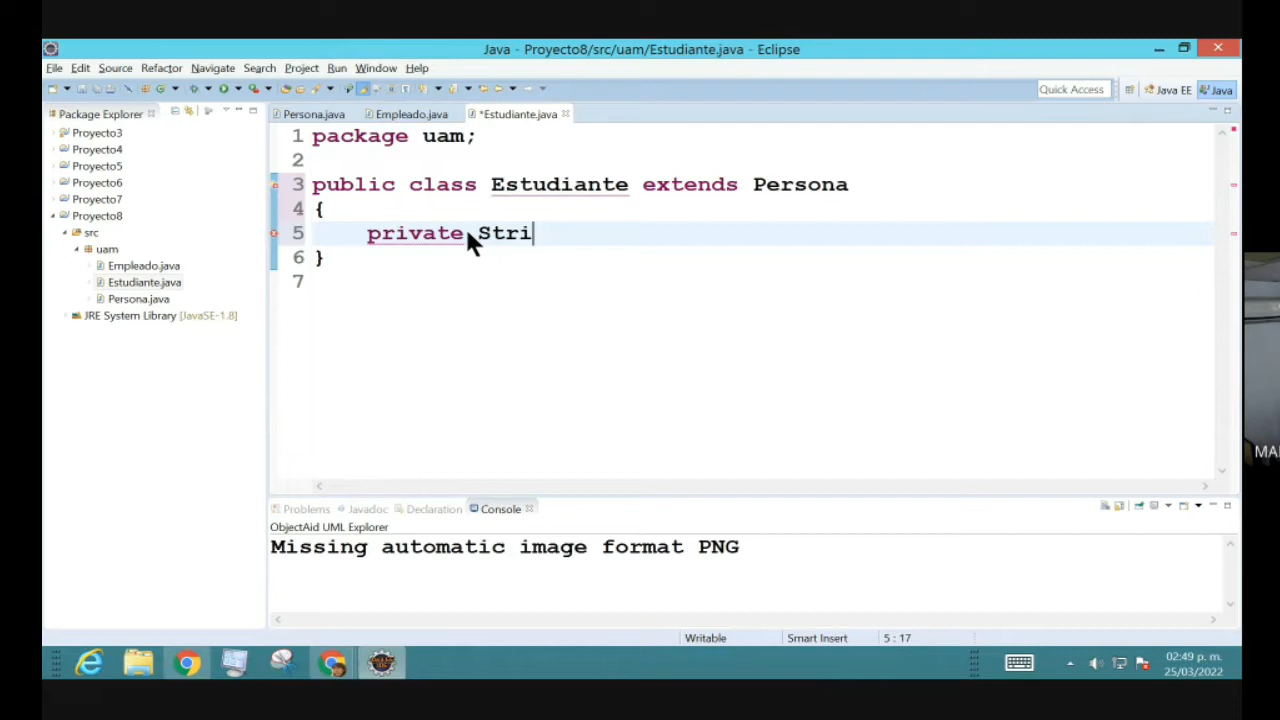 Java - Proyecto8/src/uam/Estudiante.java - Eclipse
File Edit Source Refactor Navigate Search Project Run Window Help
Quick Access Java EE Java
Package Explorer
Persona.java Empleado.java *Estudiante.java
Proyecto3
Proyecto4
Proyecto5
Proyecto6
Proyecto7
Proyecto8
src
uam
Empleado.java
Estudiante.java
Persona.java
JRE System Library [JavaSE-1.8]
1 package uam;
2
3 public class Estudiante extends Persona
4 {
5 private Stri
6 }
7
Problems Javadoc Declaration Console
ObjectAid UML Explorer
Missing automatic image format PNG
Writable Smart Insert 5 : 17
02:49 p. m.
25/03/2022